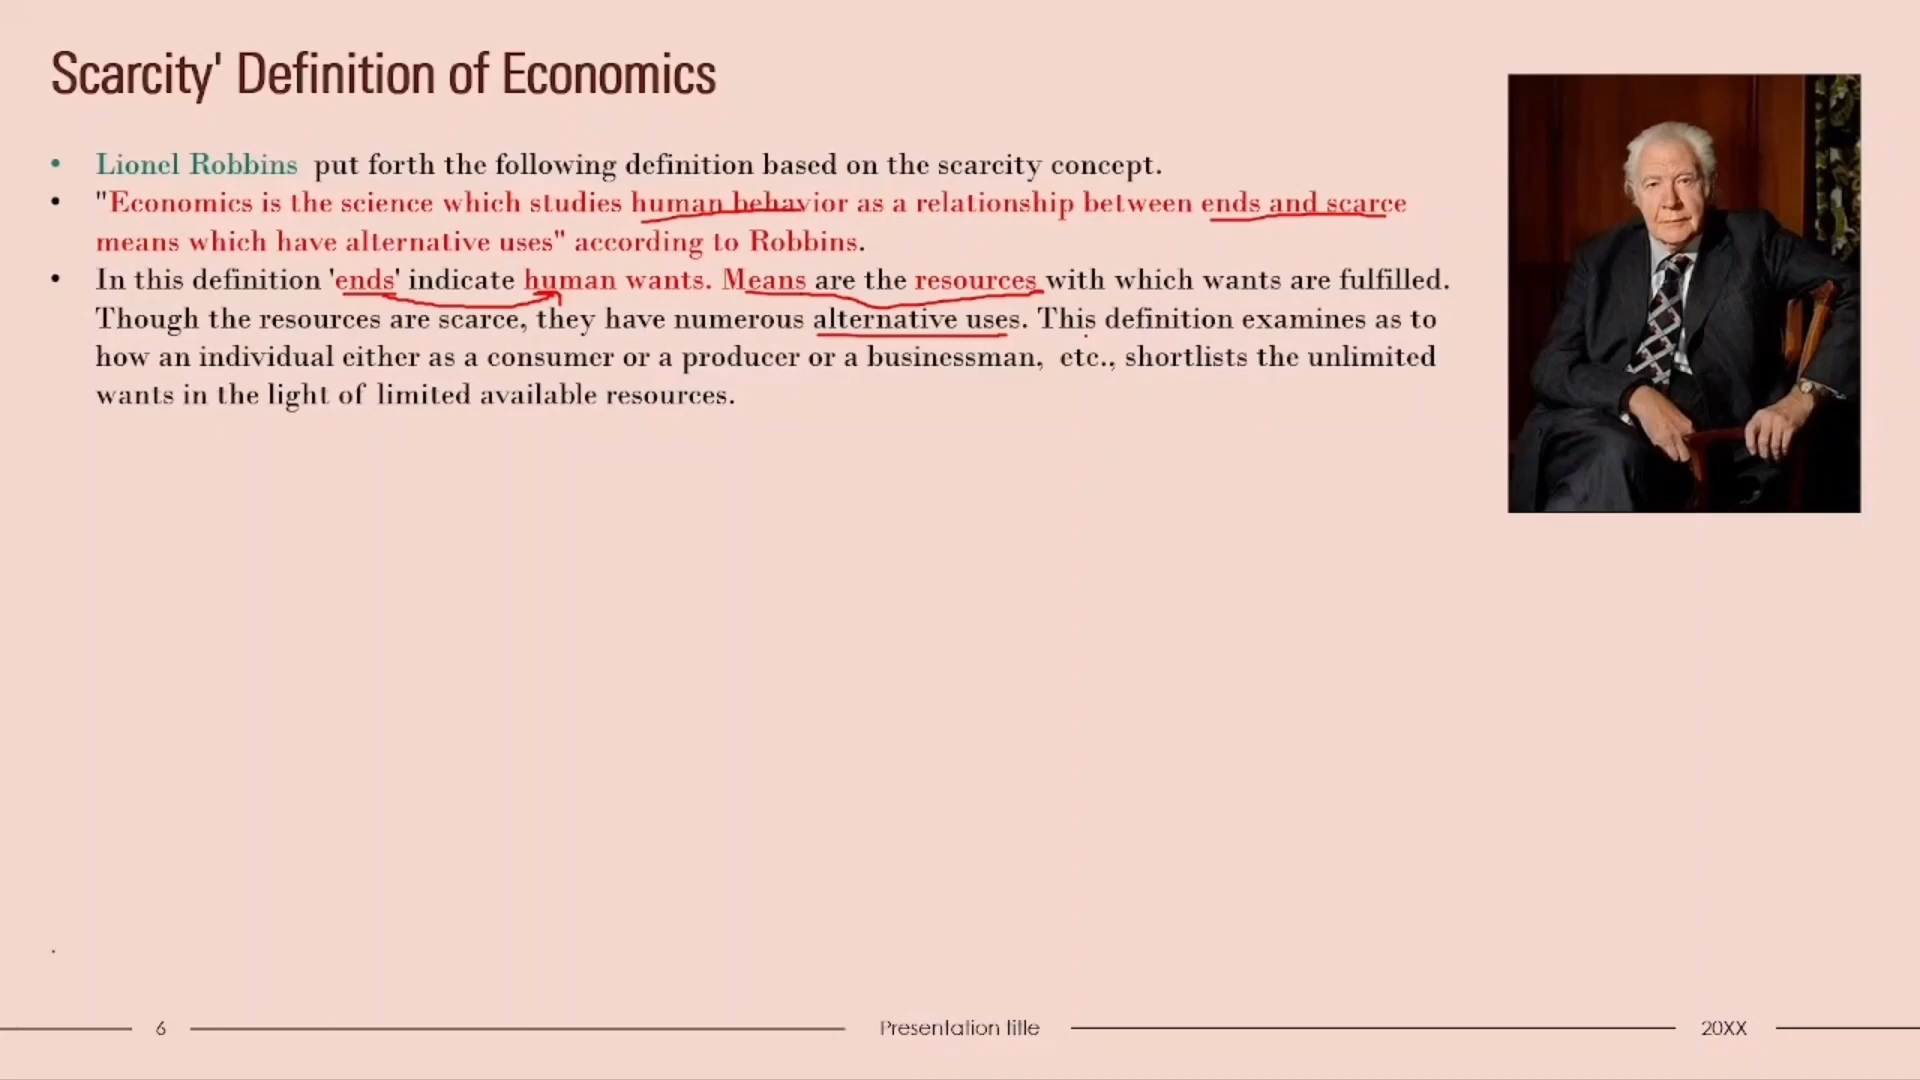 Scarcity' Definition of Economics
• Lionel Robbins put forth the following definition based on the scarcity concept.
• "Economics is the science which studies human behavior as a relationship between ends and scarce
means which have alternative uses" according to Robbins.
• In this definition 'ends' indicate human wants. Means are the resources with which wants are fulfilled.
Though the resources are scarce, they have numerous alternative uses. This definition examines as to
how an individual either as a consumer or a producer or a businessman, etc., shortlists the unlimited
wants in the light of limited available resources.
.
6 Presentation title 20XX